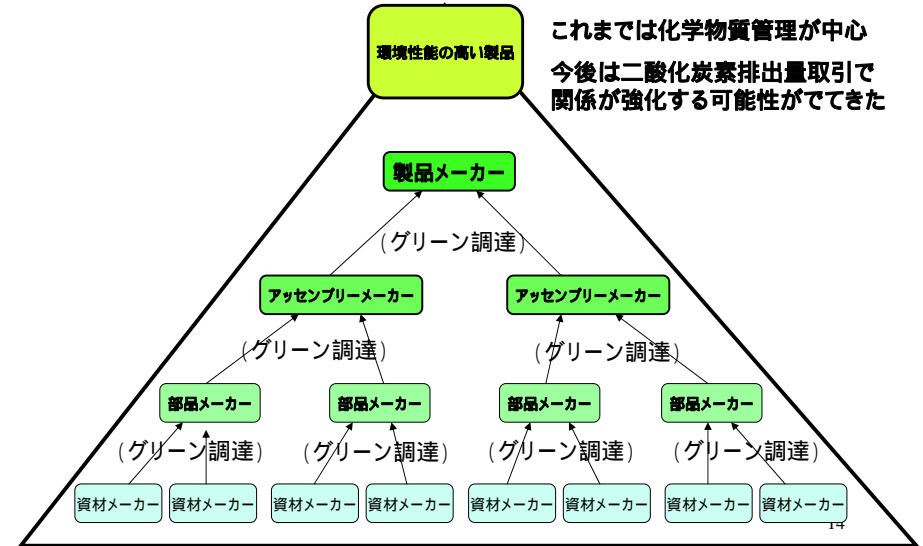 環境性能の高い製品
これまでは化学物質管理が中心
今後は二酸化炭素排出量取引で
関係が強化する可能性がでてきた
製品メーカー
(グリーン調達)
アッセンブリーメーカー
アッセンブリーメーカー
(グリーン調達)
(グリーン調達)
部品メーカー
部品メーカー
部品メーカー
部品メーカー
(グリーン調達)
(グリーン調達)
(グリーン調達)
(グリーン調達)
資材メーカー
資材メーカー
資材メーカー
資材メーカー
資材メーカー
資材メーカー
資材メーカー
資材メーカー
14